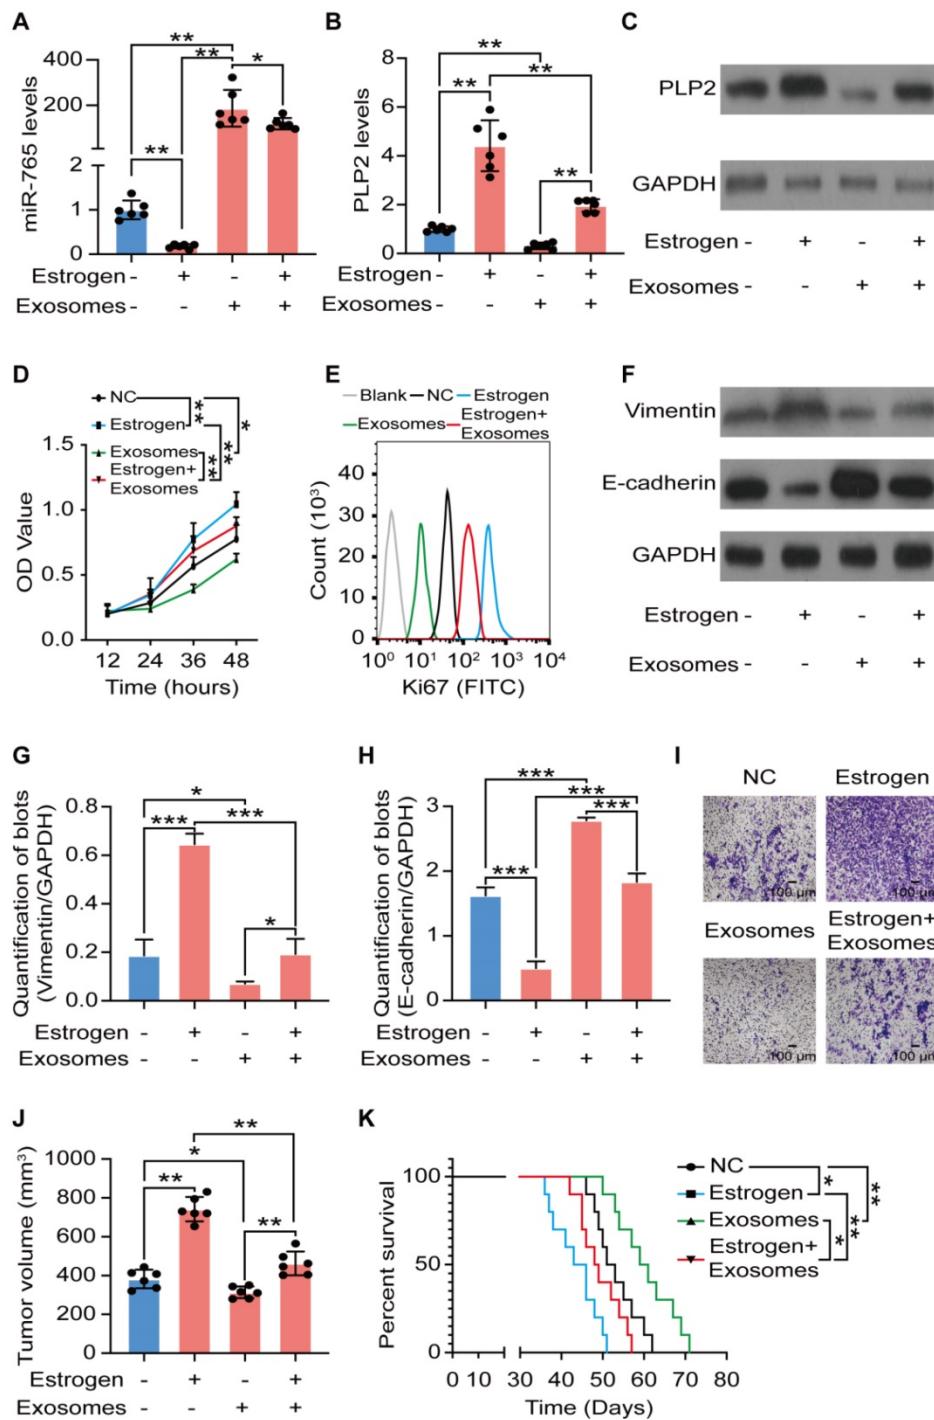 A
miR-765 levels
400
200
2
1
0
**
**
*
**
Estrogen - + - +
Exosomes - - + +
B
PLP2 levels
8
6
4
2
0
**
**
**
**
Estrogen - + - +
Exosomes - - + +
C
PLP2
GAPDH
Estrogen - + - +
Exosomes - - + +
D
NC
Estrogen
Exosomes
Estrogen+
Exosomes
**
*
**
**
OD Value
1.5
1.0
0.5
0.0
12 24 36 48
Time (hours)
E
Blank NC Estrogen
Exosomes Estrogen+
Exosomes
Count (10³)
40
30
20
10
0
10⁰ 10¹ 10² 10³ 10⁴
Ki67 (FITC)
F
Vimentin
E-cadherin
GAPDH
Estrogen - + - +
Exosomes - - + +
G
Quantification of blots
(Vimentin/GAPDH)
0.8
0.6
0.4
0.2
0
*
***
***
*
Estrogen - + - +
Exosomes - - + +
H
Quantification of blots
(E-cadherin/GAPDH)
3
2
1
0
***
***
***
***
Estrogen - + - +
Exosomes - - + +
I
NC Estrogen
100 µm 100 µm
Exosomes Estrogen+
Exosomes
100 µm 100 µm
J
Tumor volume (mm³)
1000
800
600
400
200
0
**
*
**
**
Estrogen - + - +
Exosomes - - + +
K
Percent survival
100
50
0
0 10 30 40 50 60 70 80
Time (Days)
NC
Estrogen
Exosomes
Estrogen+
Exosomes
*
**
**
*